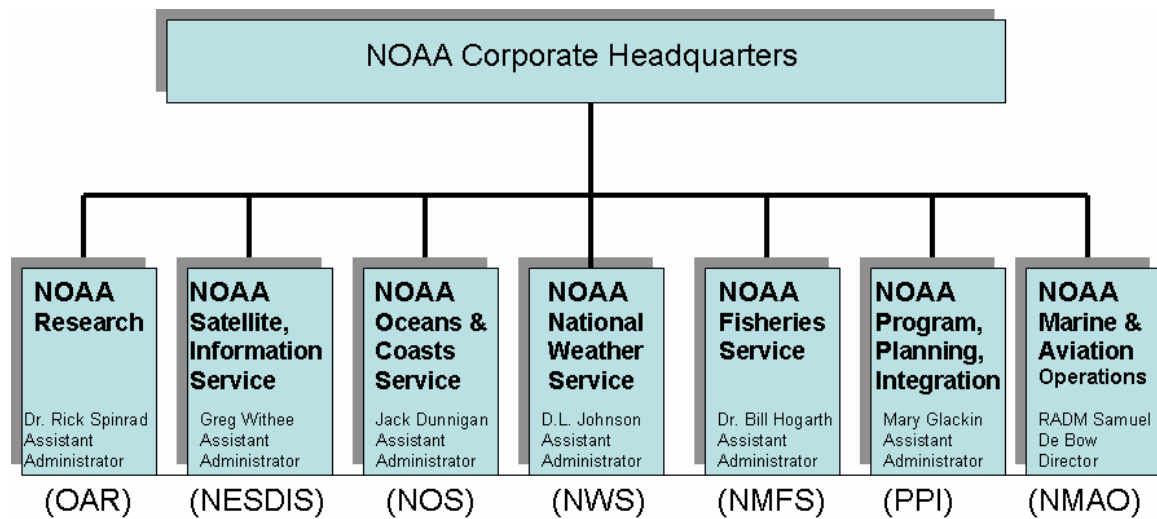 NOAA Corporate Headquarters
NOAA
Research
Dr. Rick Spinrad
Assistant
Administrator
(OAR)
NOAA
Satellite,
Information
Service
Greg Withee
Assistant
Administrator
(NESDIS)
NOAA
Oceans &
Coasts
Service
Jack Dunnigan
Assistant
Administrator
(NOS)
NOAA
National
Weather
Service
D.L. Johnson
Assistant
Administrator
(NWS)
NOAA
Fisheries
Service
Dr. Bill Hogarth
Assistant
Administrator
(NMFS)
NOAA
Program,
Planning,
Integration
Mary Glackin
Assistant
Administrator
(PPI)
NOAA
Marine &
Aviation
Operations
RADM Samuel
De Bow
Director
(NMAO)